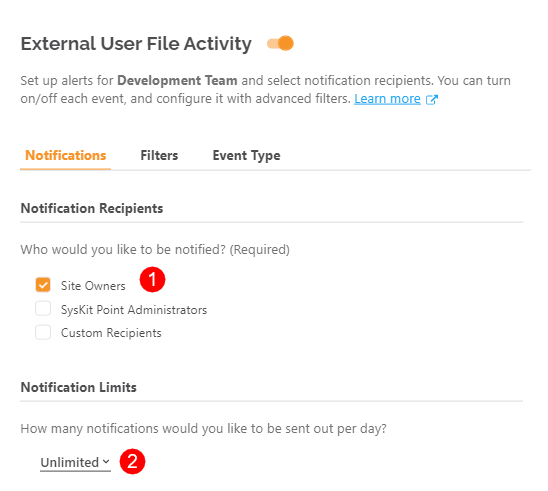 External User File Activity
Set up alerts for Development Team and select notification recipients. You can turn
on/off each event, and configure it with advanced filters. Learn more
Notifications Filters Event Type
Notification Recipients
Who would you like to be notified? (Required)
Site Owners 1
SysKit Point Administrators
Custom Recipients
Notification Limits
How many notifications would you like to be sent out per day?
Unlimited 2